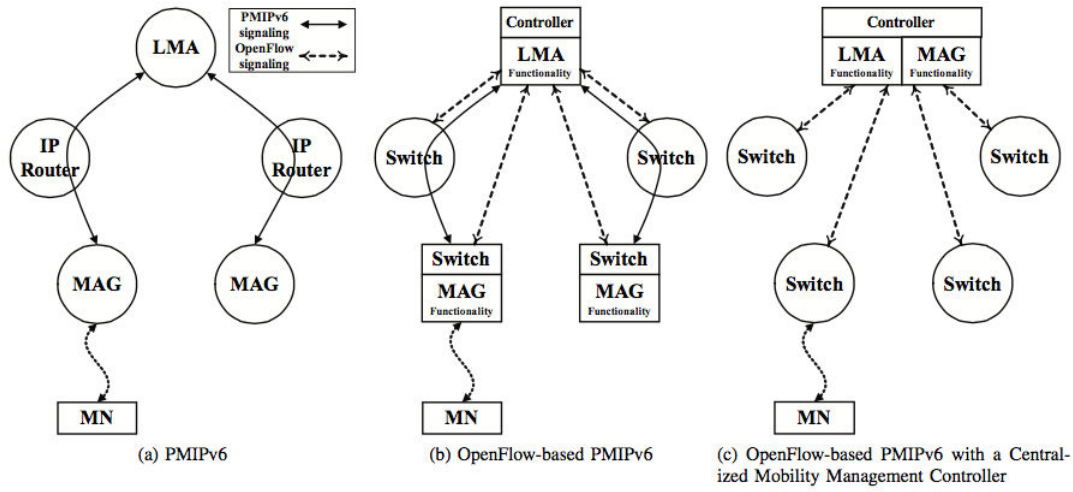 PMIPv6
signaling
OpenFlow
signaling
LMA
IP
Router
IP
Router
MAG
MAG
MN
(a) PMIPv6
Controller
LMA
Functionality
Switch
Switch
Switch
MAG
Functionality
Switch
MAG
Functionality
MN
(b) OpenFlow-based PMIPv6
Controller
LMA
Functionality
MAG
Functionality
Switch
Switch
Switch
Switch
MN
(c) OpenFlow-based PMIPv6 with a Central-
ized Mobility Management Controller